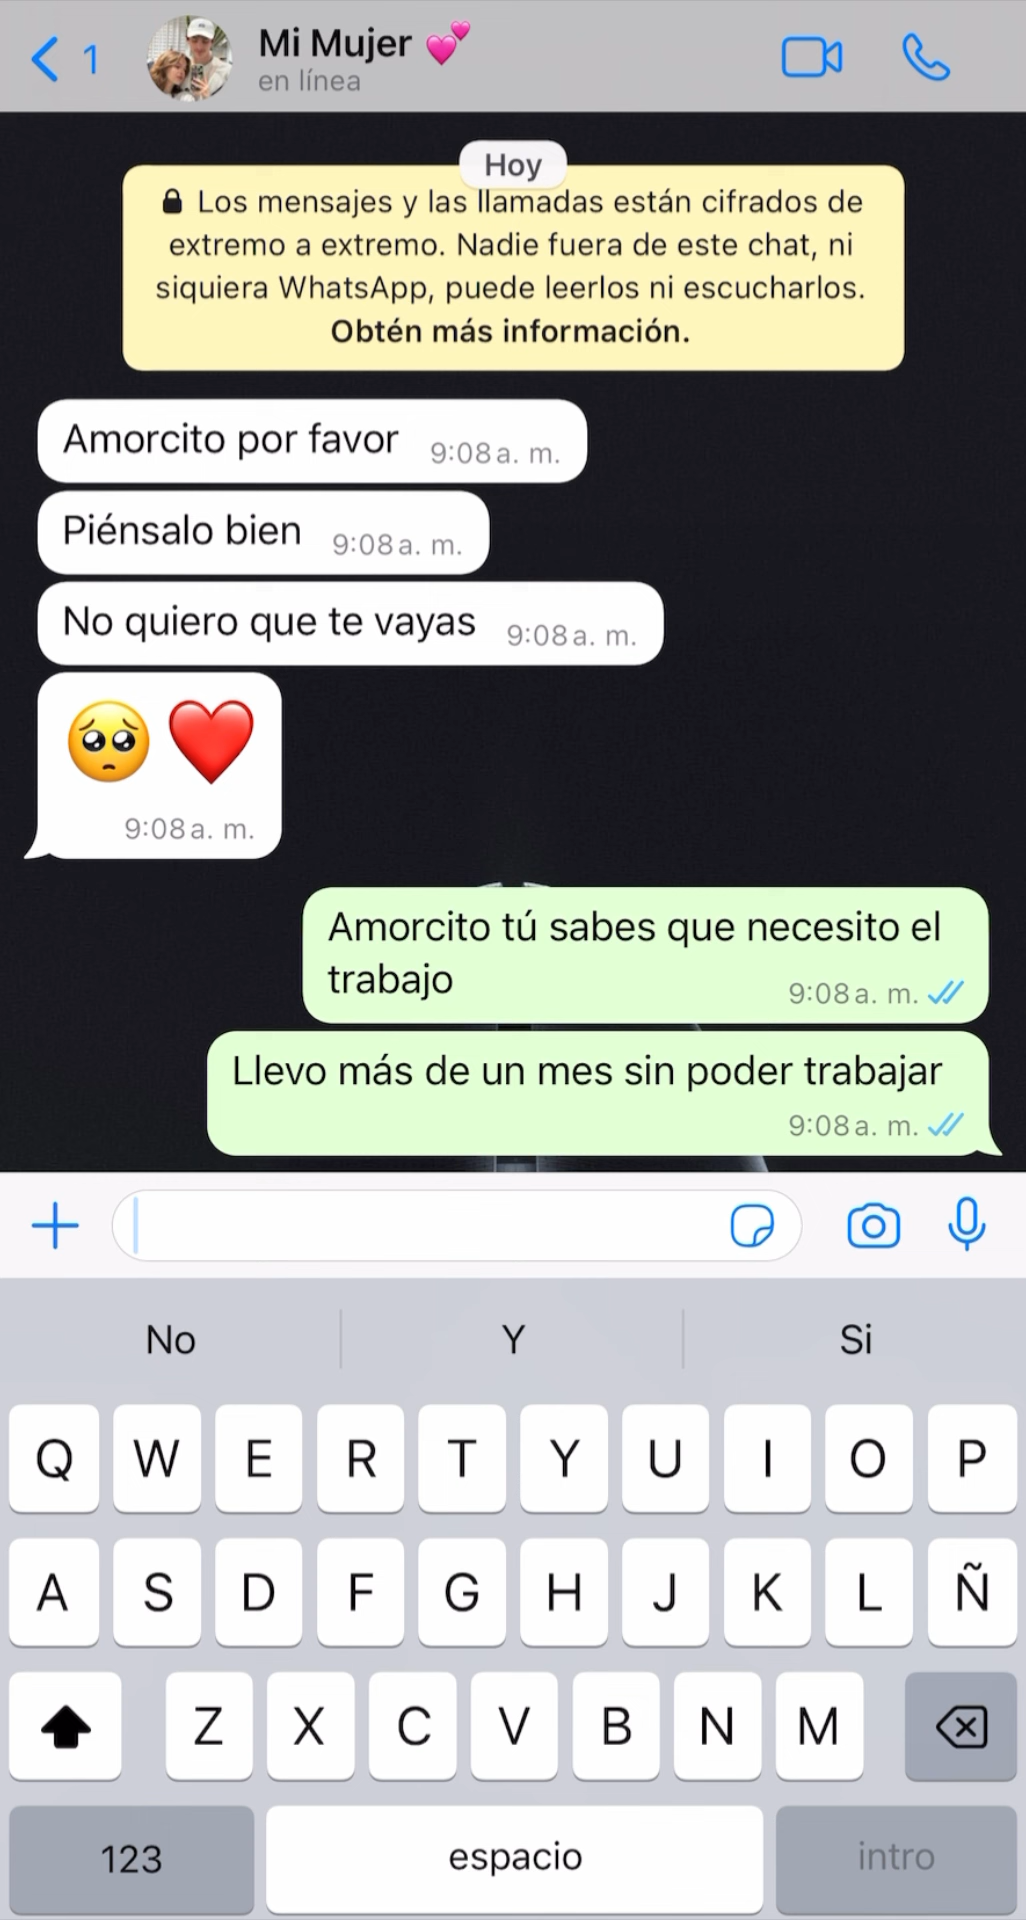 1
Mi Mujer 💕
en línea
Hoy
Los mensajes y las llamadas están cifrados de
extremo a extremo. Nadie fuera de este chat, ni
siquiera WhatsApp, puede leerlos ni escucharlos.
Obtén más información.
Amorcito por favor 9:08 a. m.
Piénsalo bien 9:08 a. m.
No quiero que te vayas 9:08 a. m.
🥺 ❤️
9:08 a. m.
Amorcito tú sabes que necesito el
trabajo 9:08 a. m.
Llevo más de un mes sin poder trabajar
9:08 a. m.
No Y Si
Q W E R T Y U I O P
A S D F G H J K L Ñ
Z X C V B N M
123 espacio intro